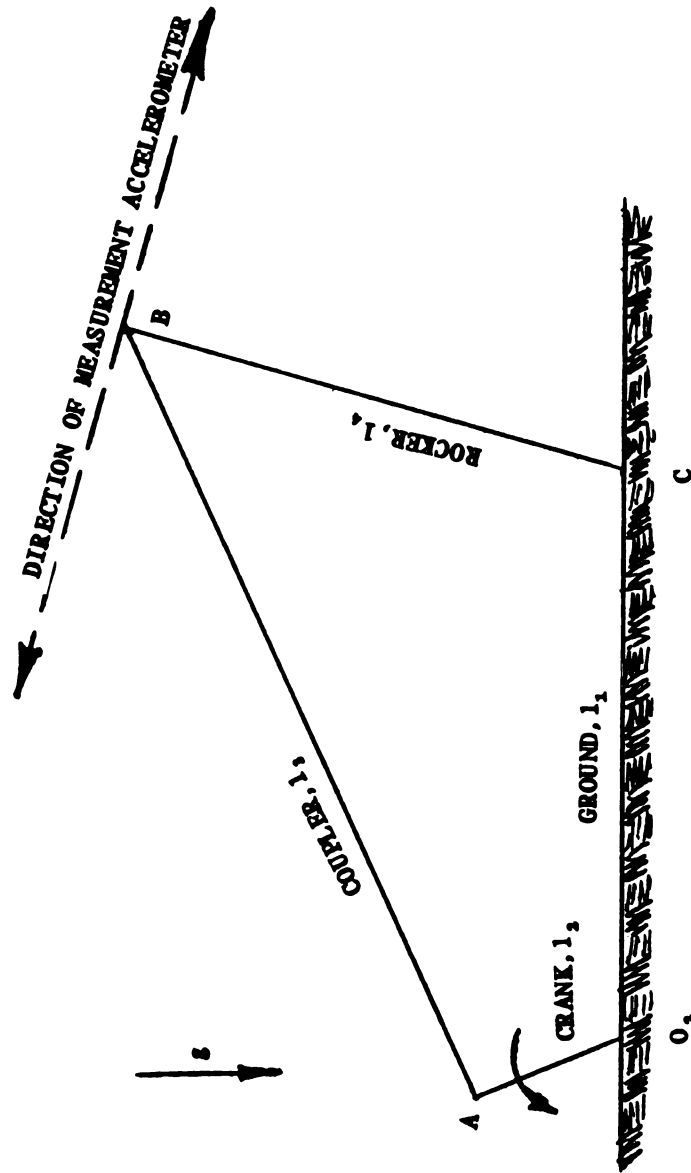 DIRECTION OF MEASUREMENT ACCELEROMETER
B
ROCKER, l₄
COUPLER, l₃
g
A
CRANK, l₂
GROUND, l₁
O₂
C